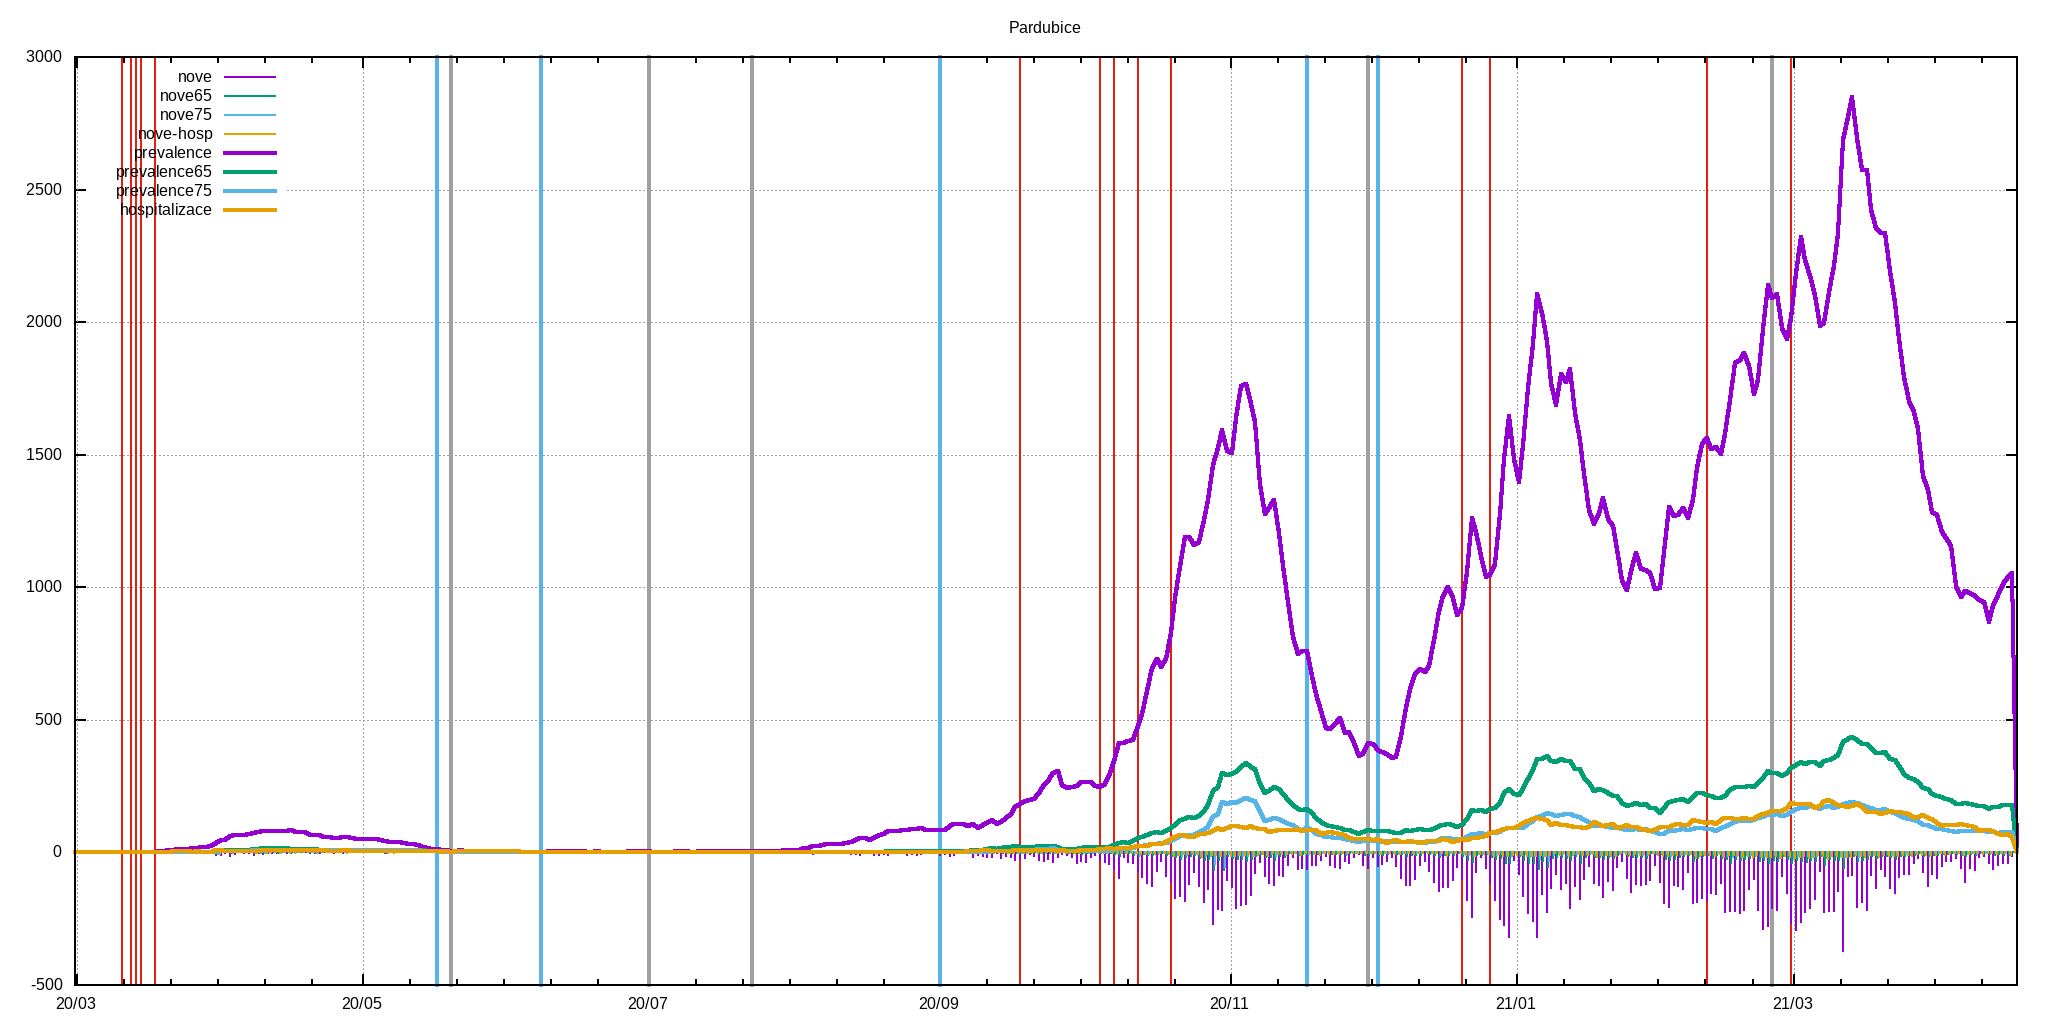 Pardubice
3000
2500
2000
1500
1000
500
0
-500
nove
nove65
nove75
nove-hosp
prevalence
prevalence65
prevalence75
hospitalizace
20/03 20/05 20/07 20/09 20/11 21/01 21/03